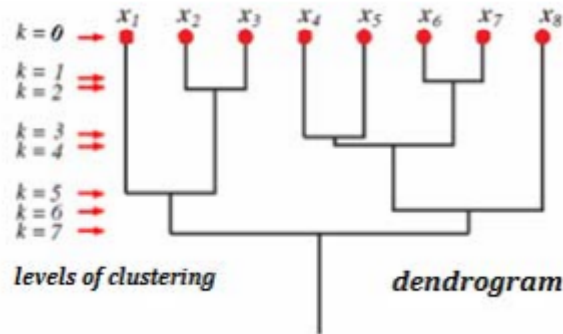 x1 x2 x3 x4 x5 x6 x7 x8
k = 0
k = 1
k = 2
k = 3
k = 4
k = 5
k = 6
k = 7
levels of clustering
dendrogram